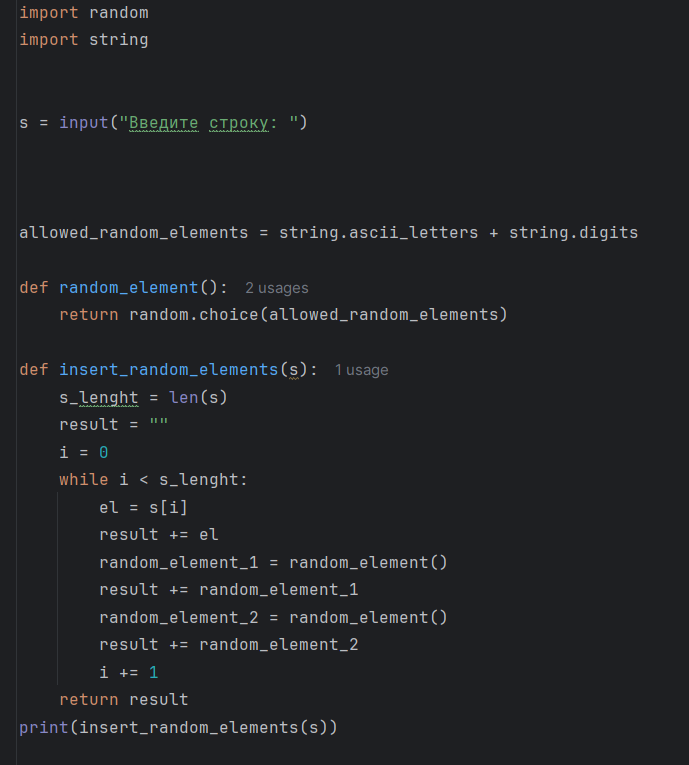 import random
import string
s = input("Введите строку: ")
allowed_random_elements = string.ascii_letters + string.digits
def random_element():  2 usages
    return random.choice(allowed_random_elements)
def insert_random_elements(s):  1 usage
    s_lenght = len(s)
    result = ""
    i = 0
    while i < s_lenght:
        el = s[i]
        result += el
        random_element_1 = random_element()
        result += random_element_1
        random_element_2 = random_element()
        result += random_element_2
        i += 1
    return result
print(insert_random_elements(s))